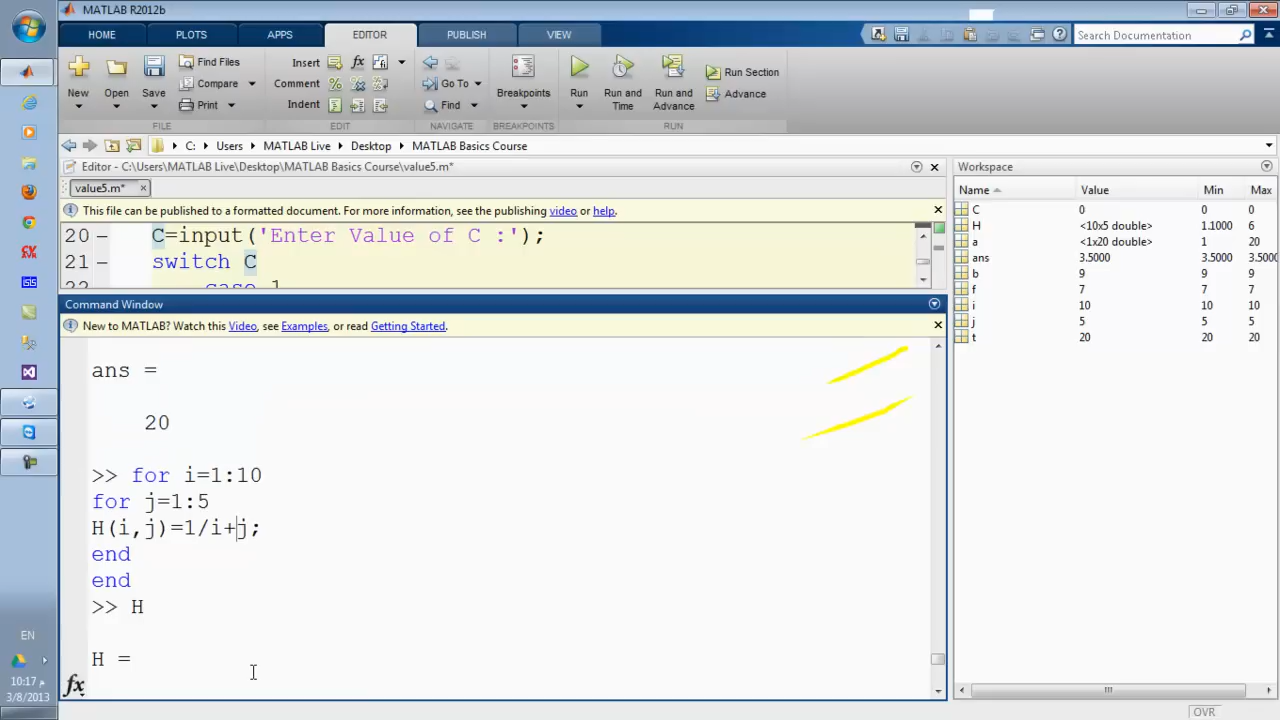 MATLAB R2012b
HOME PLOTS APPS EDITOR PUBLISH VIEW Search Documentation
New Open Save Find Files Compare Print Insert Comment Indent fx Go To Find Breakpoints Run Run and Time Run and Advance Run Section Advance
FILE EDIT NAVIGATE BREAKPOINTS RUN
C: Users MATLAB Live Desktop MATLAB Basics Course
Editor - C:\Users\MATLAB Live\Desktop\MATLAB Basics Course\value5.m*
value5.m*
This file can be published to a formatted document. For more information, see the publishing video or help.
20 – C=input('Enter Value of C :');
21 – switch C
22 case 1
Command Window
New to MATLAB? Watch this Video, see Examples, or read Getting Started.
ans =
20
>> for i=1:10
for j=1:5
H(i,j)=1/i+j;
end
end
>> H
H =
fx
Workspace
Name Value Min Max
C 0 0 0
H <10x5 double> 1.1000 6
a <1x20 double> 1 20
ans 3.5000 3.5000 3.5000
b 9 9 9
f 7 7 7
i 10 10 10
j 5 5 5
t 20 20 20
EN
10:17 م
3/8/2013
OVR